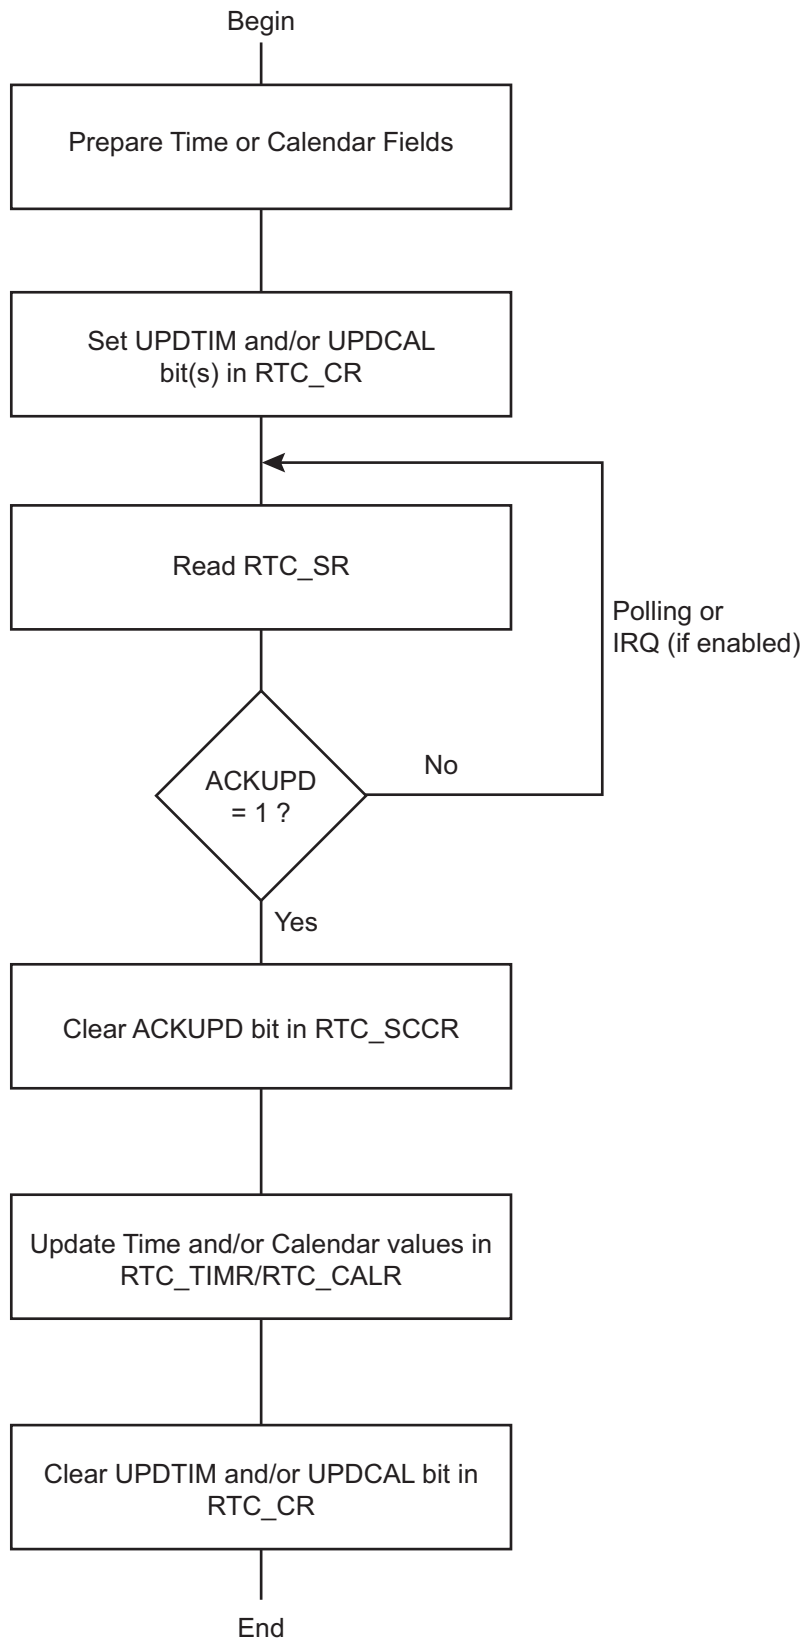 Begin
Prepare Time or Calendar Fields
Set UPDTIM and/or UPDCAL
bit(s) in RTC_CR
Read RTC_SR
Polling or
IRQ (if enabled)
ACKUPD
= 1 ?
No
Yes
Clear ACKUPD bit in RTC_SCCR
Update Time and/or Calendar values in
RTC_TIMR/RTC_CALR
Clear UPDTIM and/or UPDCAL bit in
RTC_CR
End